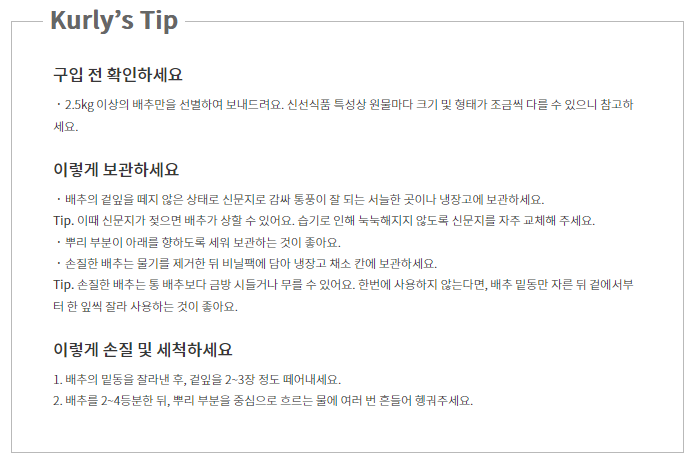 Kurly’s Tip
구입 전 확인하세요
・2.5kg 이상의 배추만을 선별하여 보내드려요. 신선식품 특성상 원물마다 크기 및 형태가 조금씩 다를 수 있으니 참고하
세요.
이렇게 보관하세요
・배추의 겉잎을 떼지 않은 상태로 신문지로 감싸 통풍이 잘 되는 서늘한 곳이나 냉장고에 보관하세요.
Tip. 이때 신문지가 젖으면 배추가 상할 수 있어요. 습기로 인해 눅눅해지지 않도록 신문지를 자주 교체해 주세요.
・뿌리 부분이 아래를 향하도록 세워 보관하는 것이 좋아요.
・손질한 배추는 물기를 제거한 뒤 비닐팩에 담아 냉장고 채소 칸에 보관하세요.
Tip. 손질한 배추는 통 배추보다 금방 시들거나 무를 수 있어요. 한번에 사용하지 않는다면, 배추 밑동만 자른 뒤 겉에서부
터 한 잎씩 잘라 사용하는 것이 좋아요.
이렇게 손질 및 세척하세요
1. 배추의 밑동을 잘라낸 후, 겉잎을 2~3장 정도 떼어내세요.
2. 배추를 2~4등분한 뒤, 뿌리 부분을 중심으로 흐르는 물에 여러 번 흔들어 헹궈주세요.